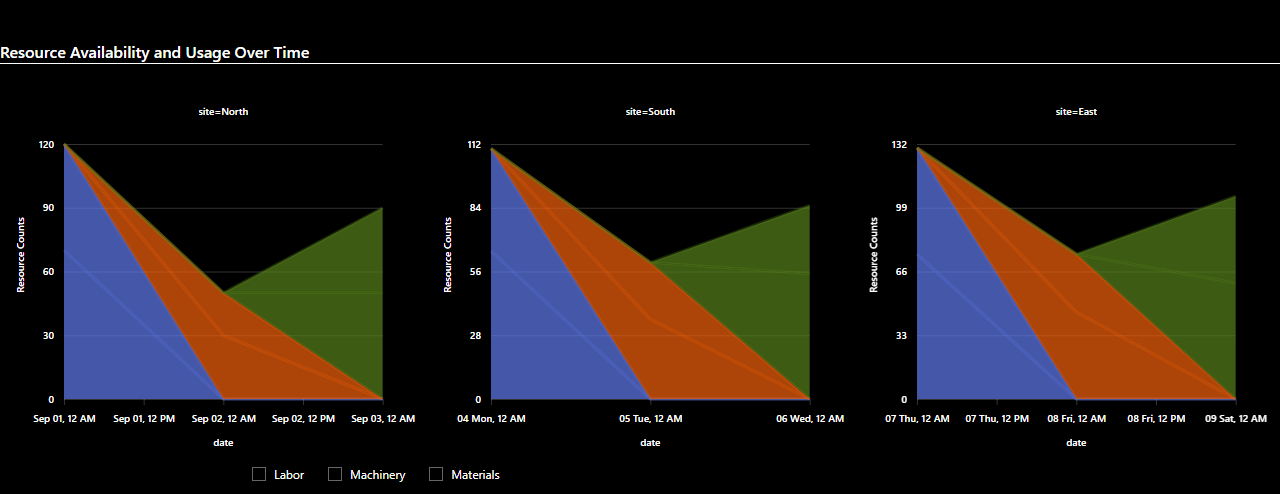 Resource Availability and Usage Over Time
site=North
site=South
site=East
Resource Counts
120
90
60
30
0
Sep 01, 12 AM
Sep 01, 12 PM
Sep 02, 12 AM
Sep 02, 12 PM
Sep 03, 12 AM
date
Resource Counts
112
84
56
28
0
04 Mon, 12 AM
05 Tue, 12 AM
06 Wed, 12 AM
date
Resource Counts
132
99
66
33
0
07 Thu, 12 AM
07 Thu, 12 PM
08 Fri, 12 AM
08 Fri, 12 PM
09 Sat, 12 AM
date
Labor
Machinery
Materials